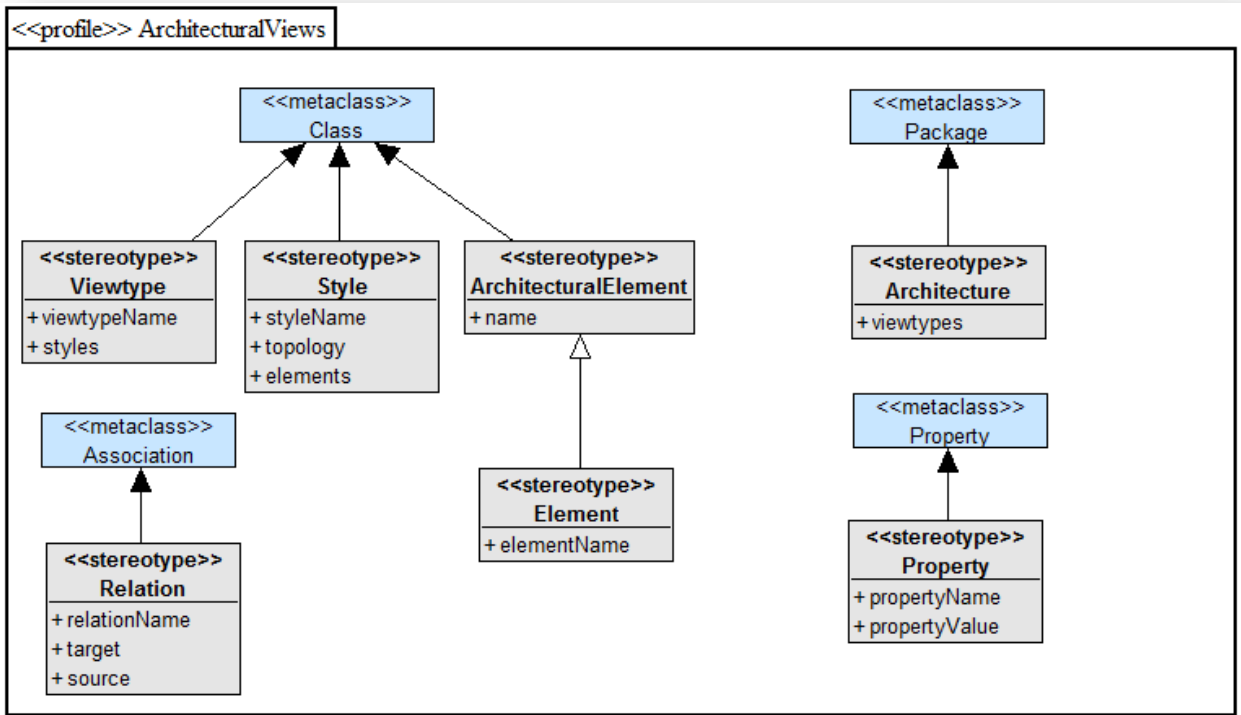 <<profile>> ArchitecturalViews
<<metaclass>>
Class
<<metaclass>>
Package
<<stereotype>>
Viewtype
+ viewtypeName
+ styles
<<stereotype>>
Style
+ styleName
+ topology
+ elements
<<stereotype>>
ArchitecturalElement
+ name
<<stereotype>>
Architecture
+ viewtypes
<<metaclass>>
Association
<<metaclass>>
Property
<<stereotype>>
Element
+ elementName
<<stereotype>>
Relation
+ relationName
+ target
+ source
<<stereotype>>
Property
+ propertyName
+ propertyValue